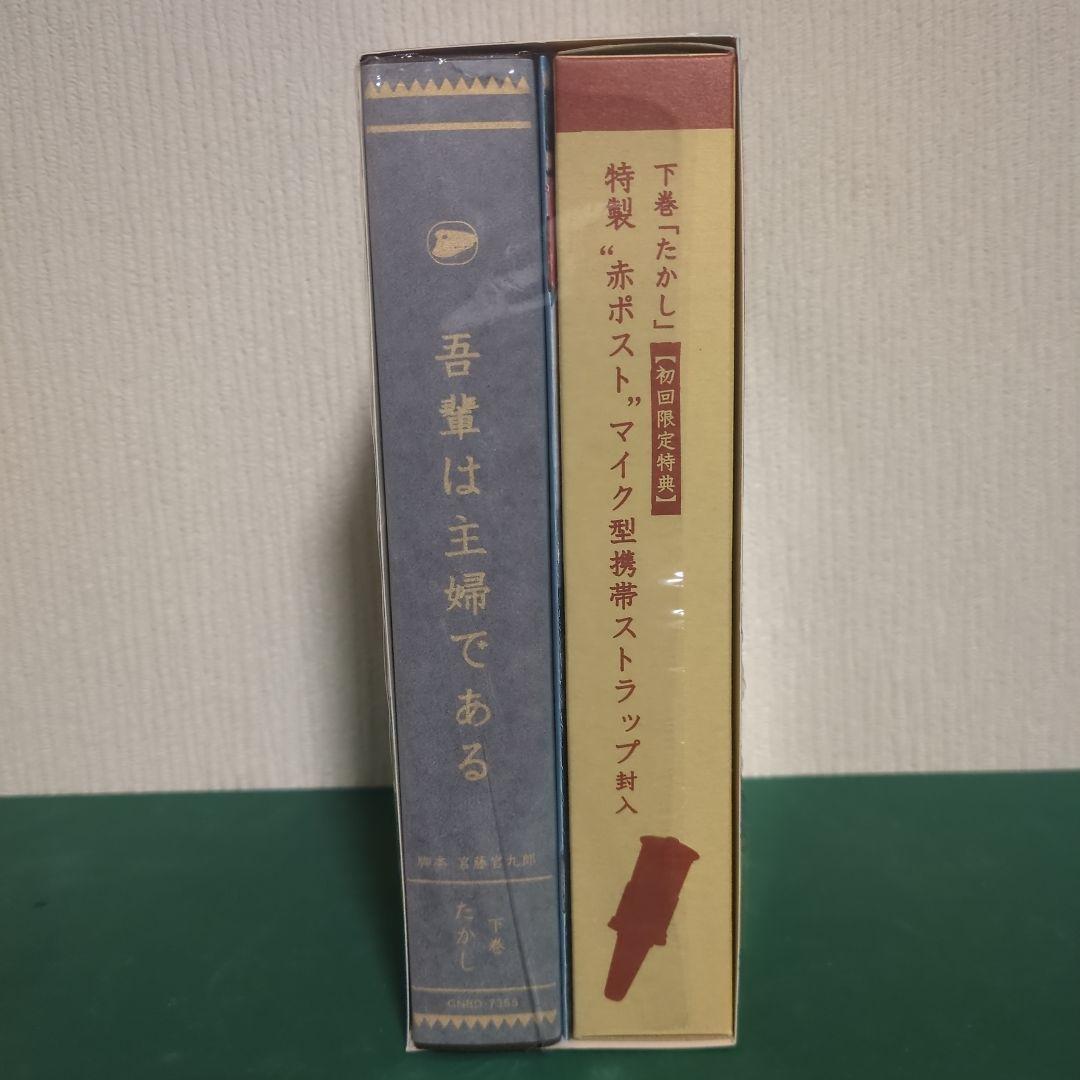 吾輩は主婦である
脚本 宮藤官九郎
下巻
たかし
GNBD-7355
下巻「たかし」【初回限定特典】
特製“赤ポスト”マイク型携帯ストラップ封入